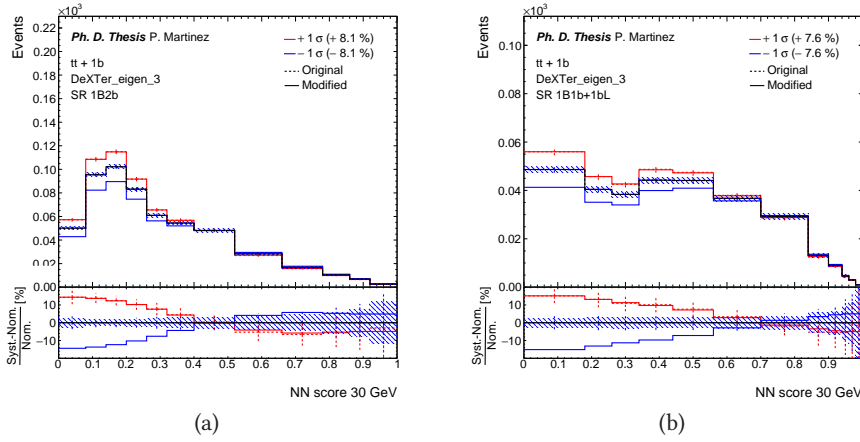 ×10³
Events
0.22
0.20
0.18
0.16
0.14
0.12
0.10
0.08
0.06
0.04
0.02
0.00
Ph. D. Thesis P. Martinez
tt + 1b
DeXTer_eigen_3
SR 1B2b
+ 1 σ (+ 8.1 %)
− 1 σ (− 8.1 %)
Original
Modified
Syst.-Nom.
Nom.
[%]
10
0
−10
0 0.1 0.2 0.3 0.4 0.5 0.6 0.7 0.8 0.9 1
NN score 30 GeV
(a)
×10³
Events
0.10
0.08
0.06
0.04
0.02
0.00
Ph. D. Thesis P. Martinez
tt + 1b
DeXTer_eigen_3
SR 1B1b+1bL
+ 1 σ (+ 7.6 %)
− 1 σ (− 7.6 %)
Original
Modified
Syst.-Nom.
Nom.
[%]
10
0
−10
0 0.1 0.2 0.3 0.4 0.5 0.6 0.7 0.8 0.9
NN score 30 GeV
(b)